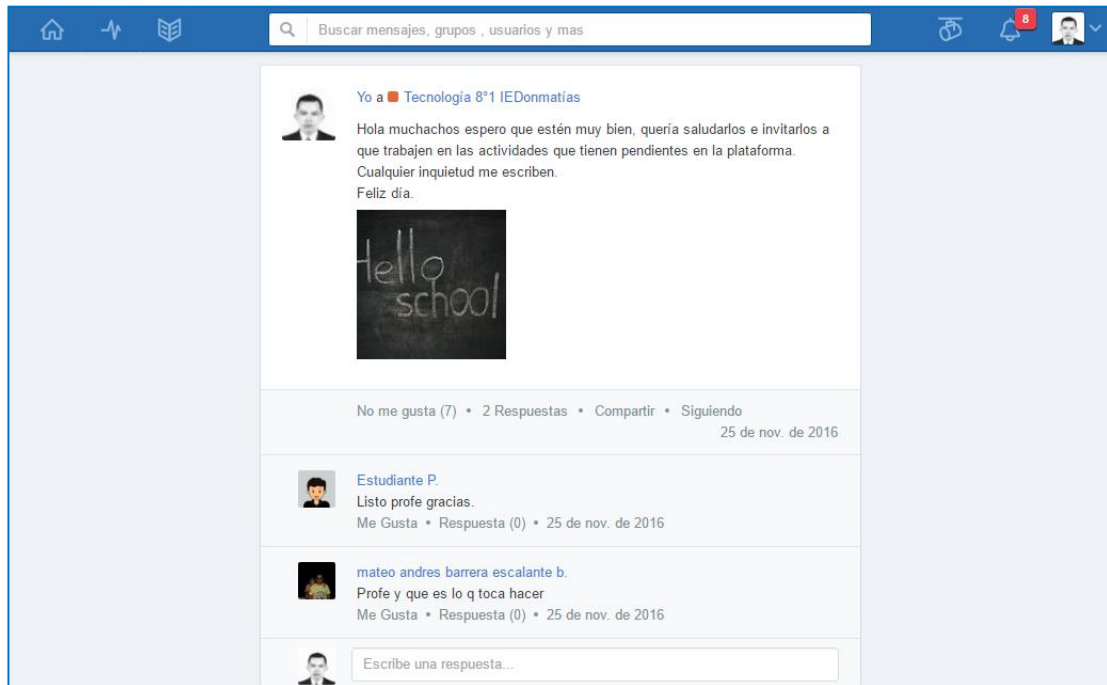 Buscar mensajes, grupos , usuarios y mas
8
Yo a Tecnología 8°1 IEDonmatías
Hola muchachos espero que estén muy bien, quería saludarlos e invitarlos a
que trabajen en las actividades que tienen pendientes en la plataforma.
Cualquier inquietud me escriben.
Feliz día.
Hello
school
No me gusta (7) • 2 Respuestas • Compartir • Siguiendo
25 de nov. de 2016
Estudiante P.
Listo profe gracias.
Me Gusta • Respuesta (0) • 25 de nov. de 2016
mateo andres barrera escalante b.
Profe y que es lo q toca hacer
Me Gusta • Respuesta (0) • 25 de nov. de 2016
Escribe una respuesta...